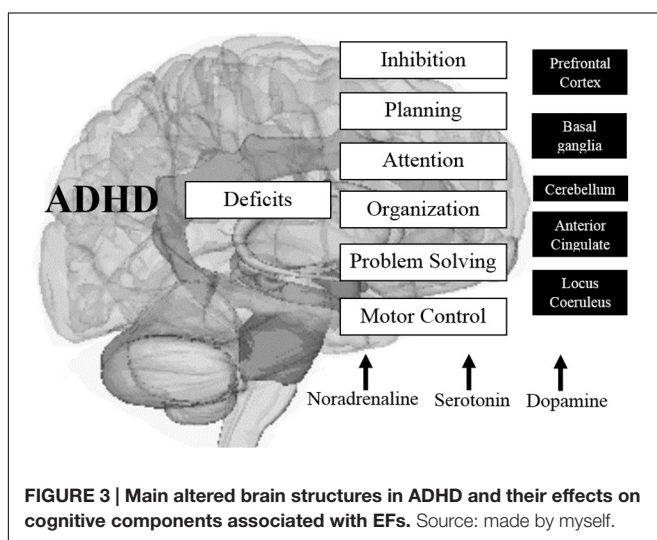 Inhibition
Planning
Attention
ADHD
Deficits
Organization
Problem Solving
Motor Control
Prefrontal
Cortex
Basal
ganglia
Cerebellum
Anterior
Cingulate
Locus
Coeruleus
Noradrenaline Serotonin Dopamine
FIGURE 3 | Main altered brain structures in ADHD and their effects on
cognitive components associated with EFs. Source: made by myself.